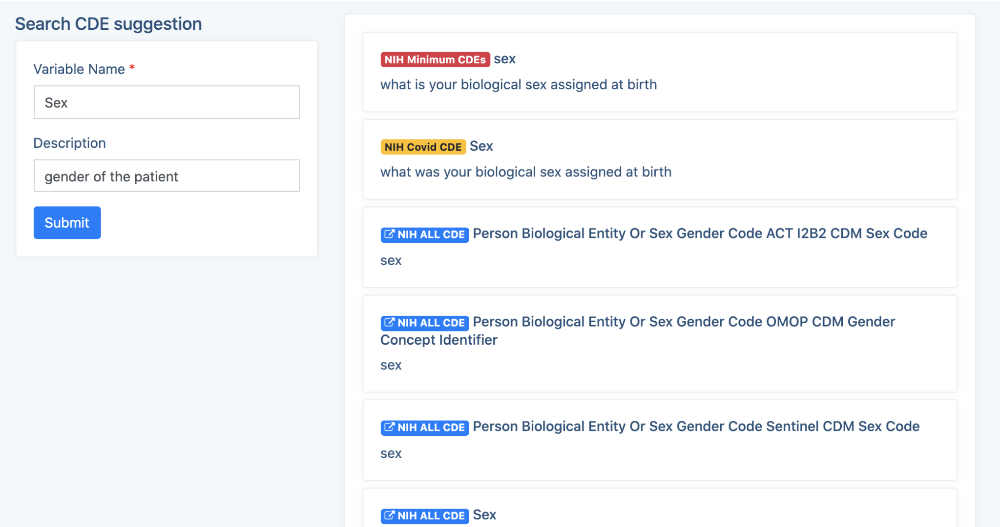 Search CDE suggestion
Variable Name *
Sex
Description
gender of the patient
Submit
NIH Minimum CDEs sex
what is your biological sex assigned at birth
NIH Covid CDE Sex
what was your biological sex assigned at birth
NIH ALL CDE Person Biological Entity Or Sex Gender Code ACT I2B2 CDM Sex Code
sex
NIH ALL CDE Person Biological Entity Or Sex Gender Code OMOP CDM Gender
Concept Identifier
sex
NIH ALL CDE Person Biological Entity Or Sex Gender Code Sentinel CDM Sex Code
sex
NIH ALL CDE Sex